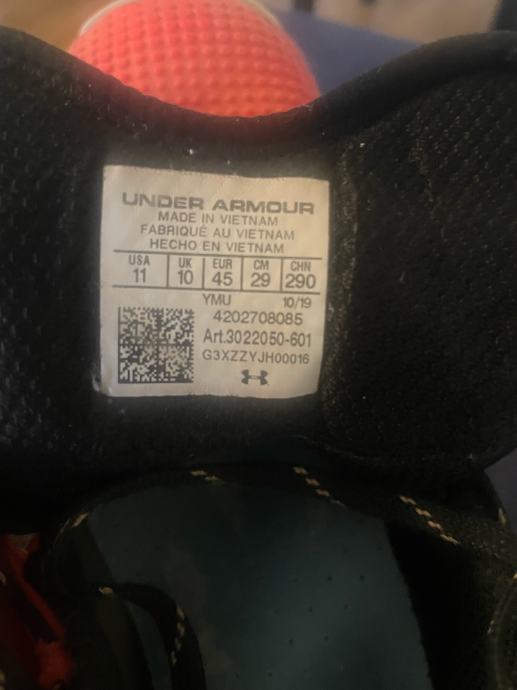 UNDER ARMOUR
MADE IN VIETNAM
FABRIQUÉ AU VIETNAM
HECHO EN VIETNAM
USA UK EUR CM CHN
11 10 45 29 290
YMU 10/19
4202708085
Art.3022050-601
G3XZZYJH00016